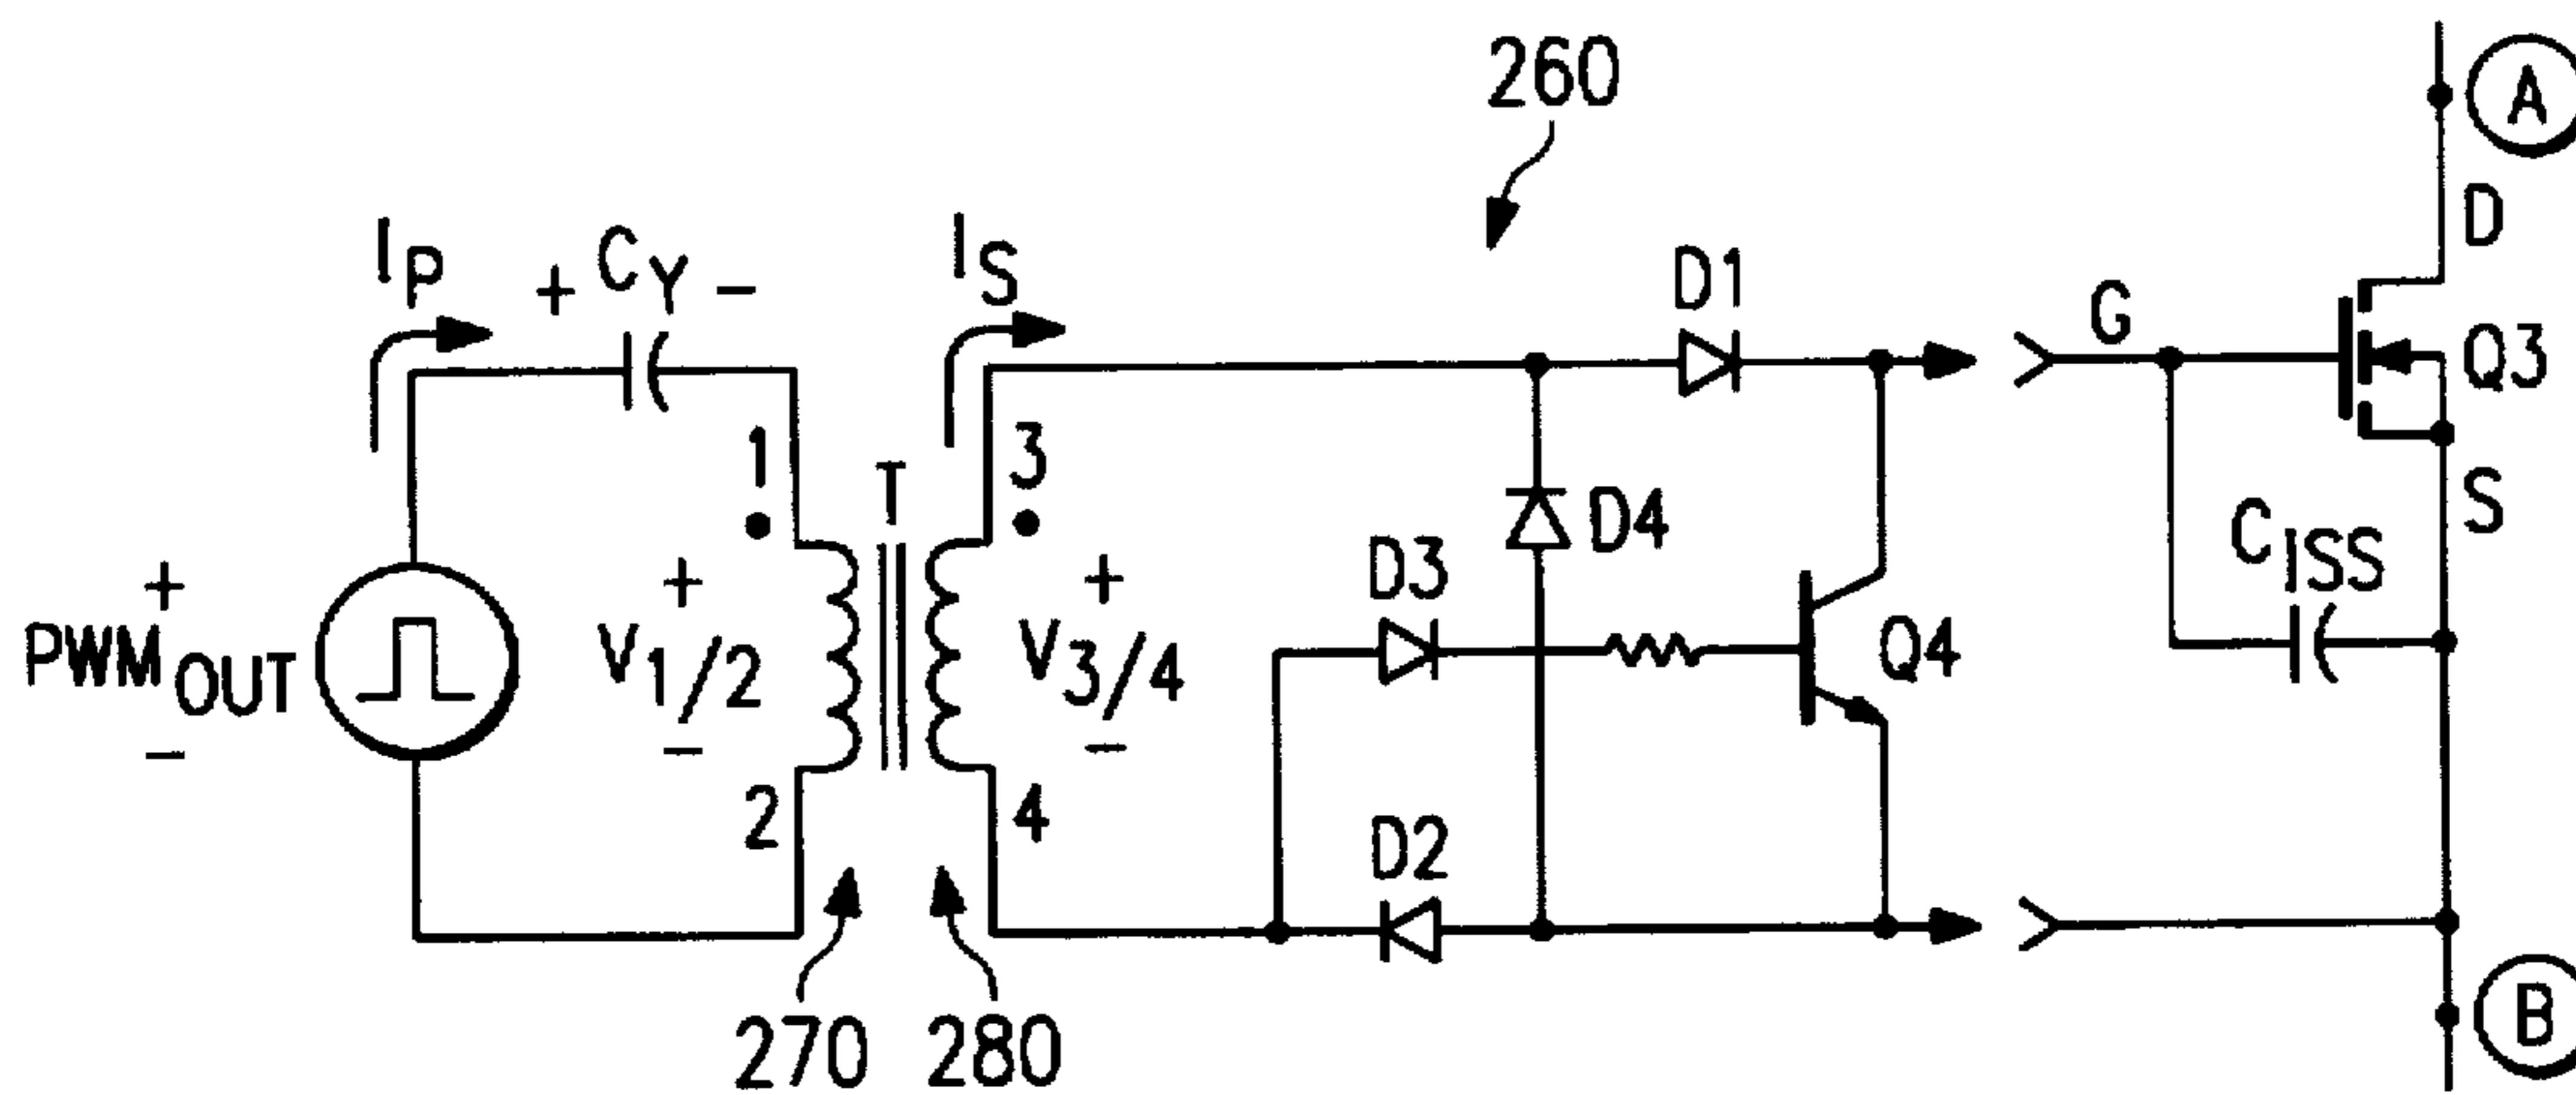 260
A
I_P
+ C_Y -
I_S
D1
G
D
Q3
1
T
3
D4
S
C_ISS
D3
+
PWM_OUT
-
+
V_1/2
-
+
V_3/4
-
Q4
2
4
D2
270
280
B